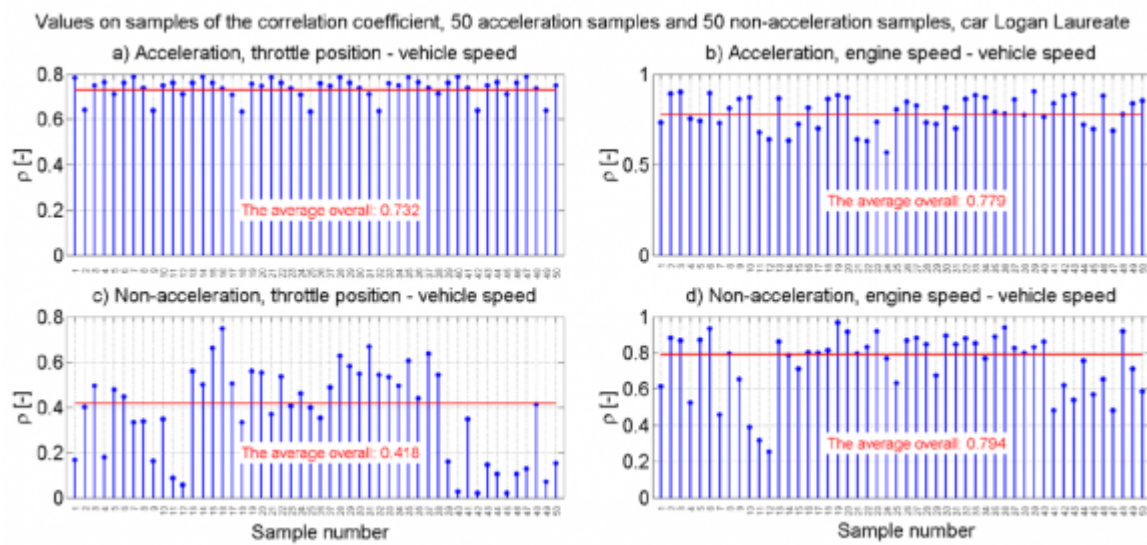 Values on samples of the correlation coefficient, 50 acceleration samples and 50 non-acceleration samples, car Logan Laureate
a) Acceleration, throttle position - vehicle speed
0.8
0.6
0.4
0.2
0
ρ [-]
The average overall: 0.732
b) Acceleration, engine speed - vehicle speed
1
0.5
0
ρ [-]
The average overall: 0.779
c) Non-acceleration, throttle position - vehicle speed
0.8
0.6
0.4
0.2
0
ρ [-]
The average overall: 0.418
Sample number
d) Non-acceleration, engine speed - vehicle speed
1
0.8
0.6
0.4
0.2
0
ρ [-]
The average overall: 0.794
Sample number